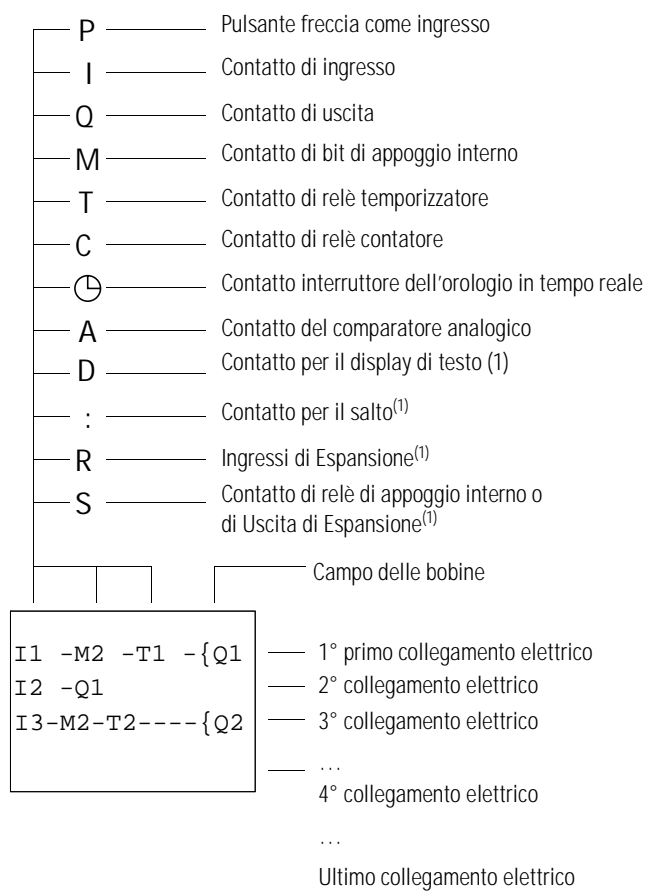 P Pulsante freccia come ingresso
I Contatto di ingresso
Q Contatto di uscita
M Contatto di bit di appoggio interno
T Contatto di relè temporizzatore
C Contatto di relè contatore
Contatto interruttore dell'orologio in tempo reale
A Contatto del comparatore analogico
D Contatto per il display di testo (1)
: Contatto per il salto(1)
R Ingressi di Espansione(1)
S Contatto di relè di appoggio interno o
di Uscita di Espansione(1)
Campo delle bobine
I1 -M2 -T1 -{Q1 1° primo collegamento elettrico
I2 -Q1 2° collegamento elettrico
I3-M2-T2----{Q2 3° collegamento elettrico
...
4° collegamento elettrico
...
Ultimo collegamento elettrico